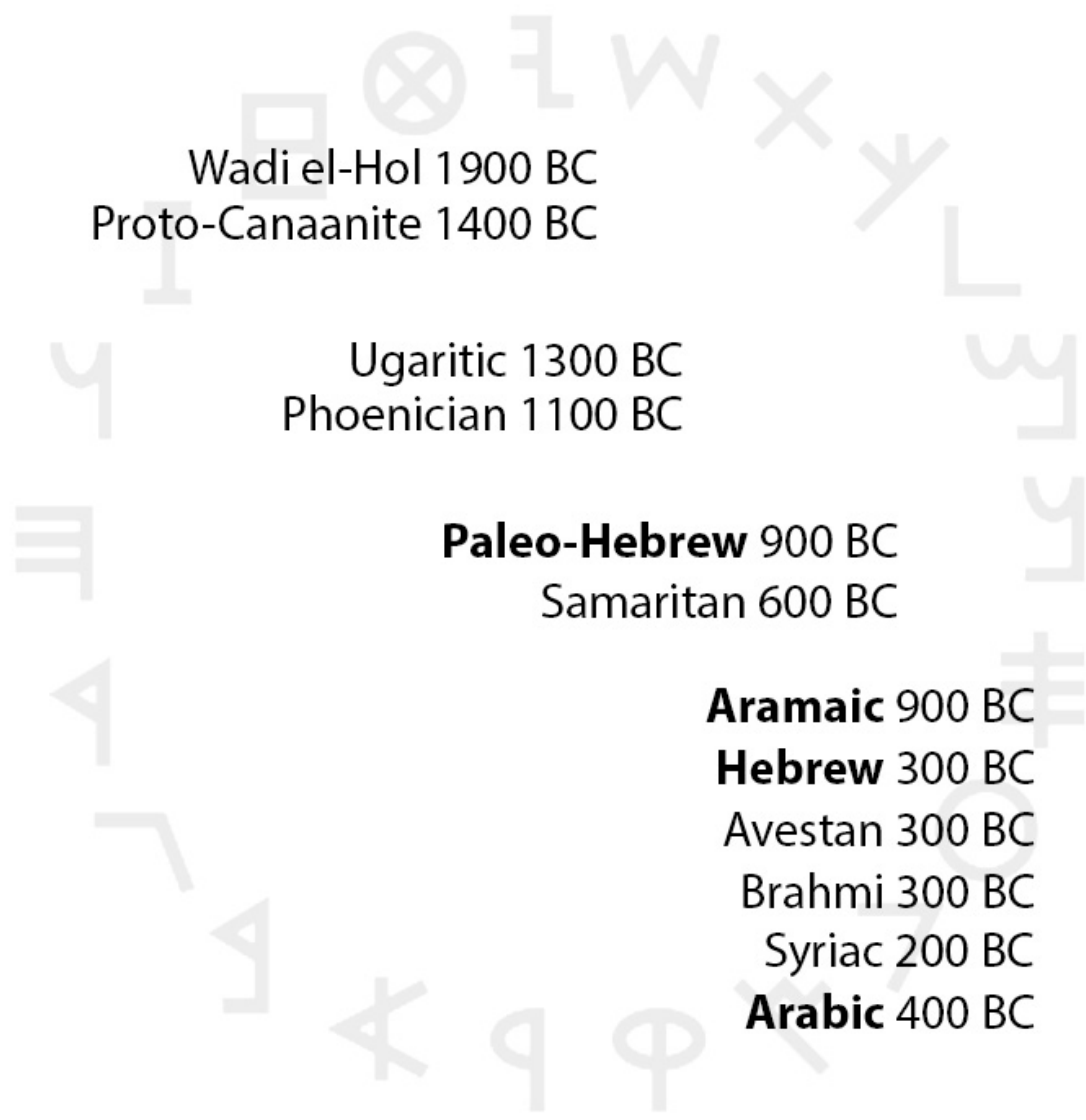 Wadi el-Hol 1900 BC
Proto-Canaanite 1400 BC
Ugaritic 1300 BC
Phoenician 1100 BC
Paleo-Hebrew 900 BC
Samaritan 600 BC
Aramaic 900 BC
Hebrew 300 BC
Avestan 300 BC
Brahmi 300 BC
Syriac 200 BC
Arabic 400 BC